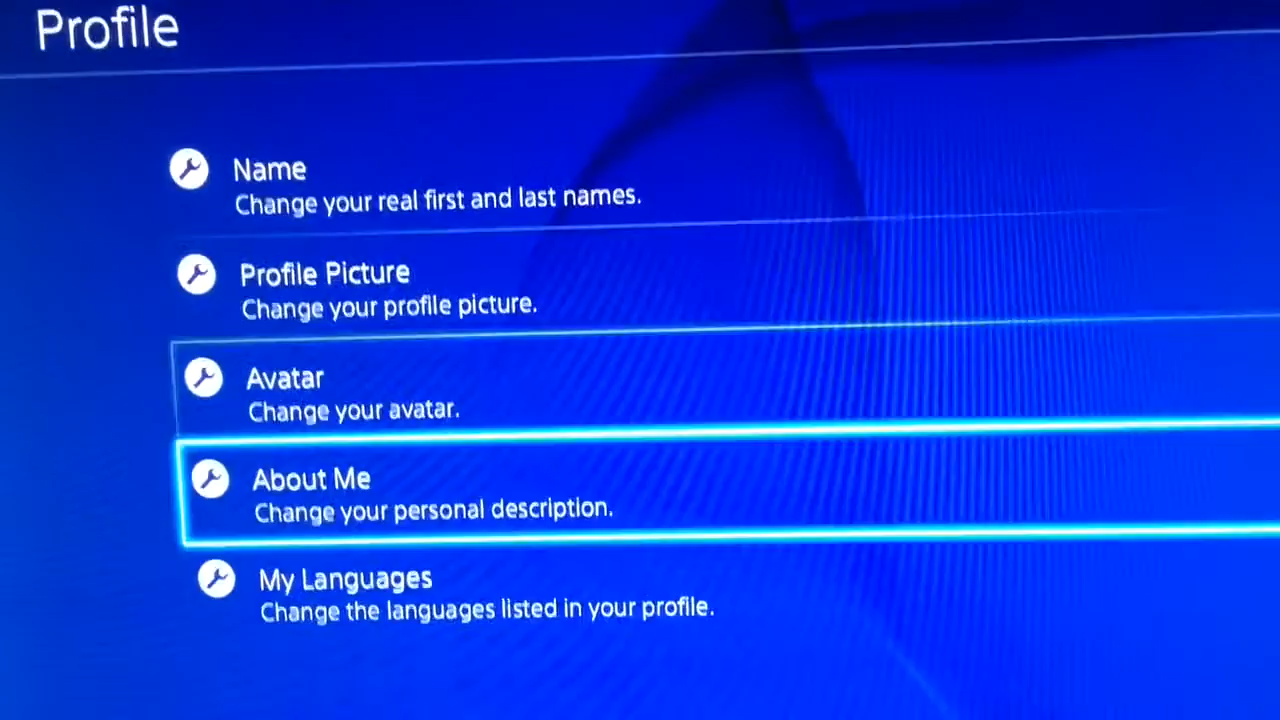 Profile
Name
Change your real first and last names.
Profile Picture
Change your profile picture.
Avatar
Change your avatar.
About Me
Change your personal description.
My Languages
Change the languages listed in your profile.